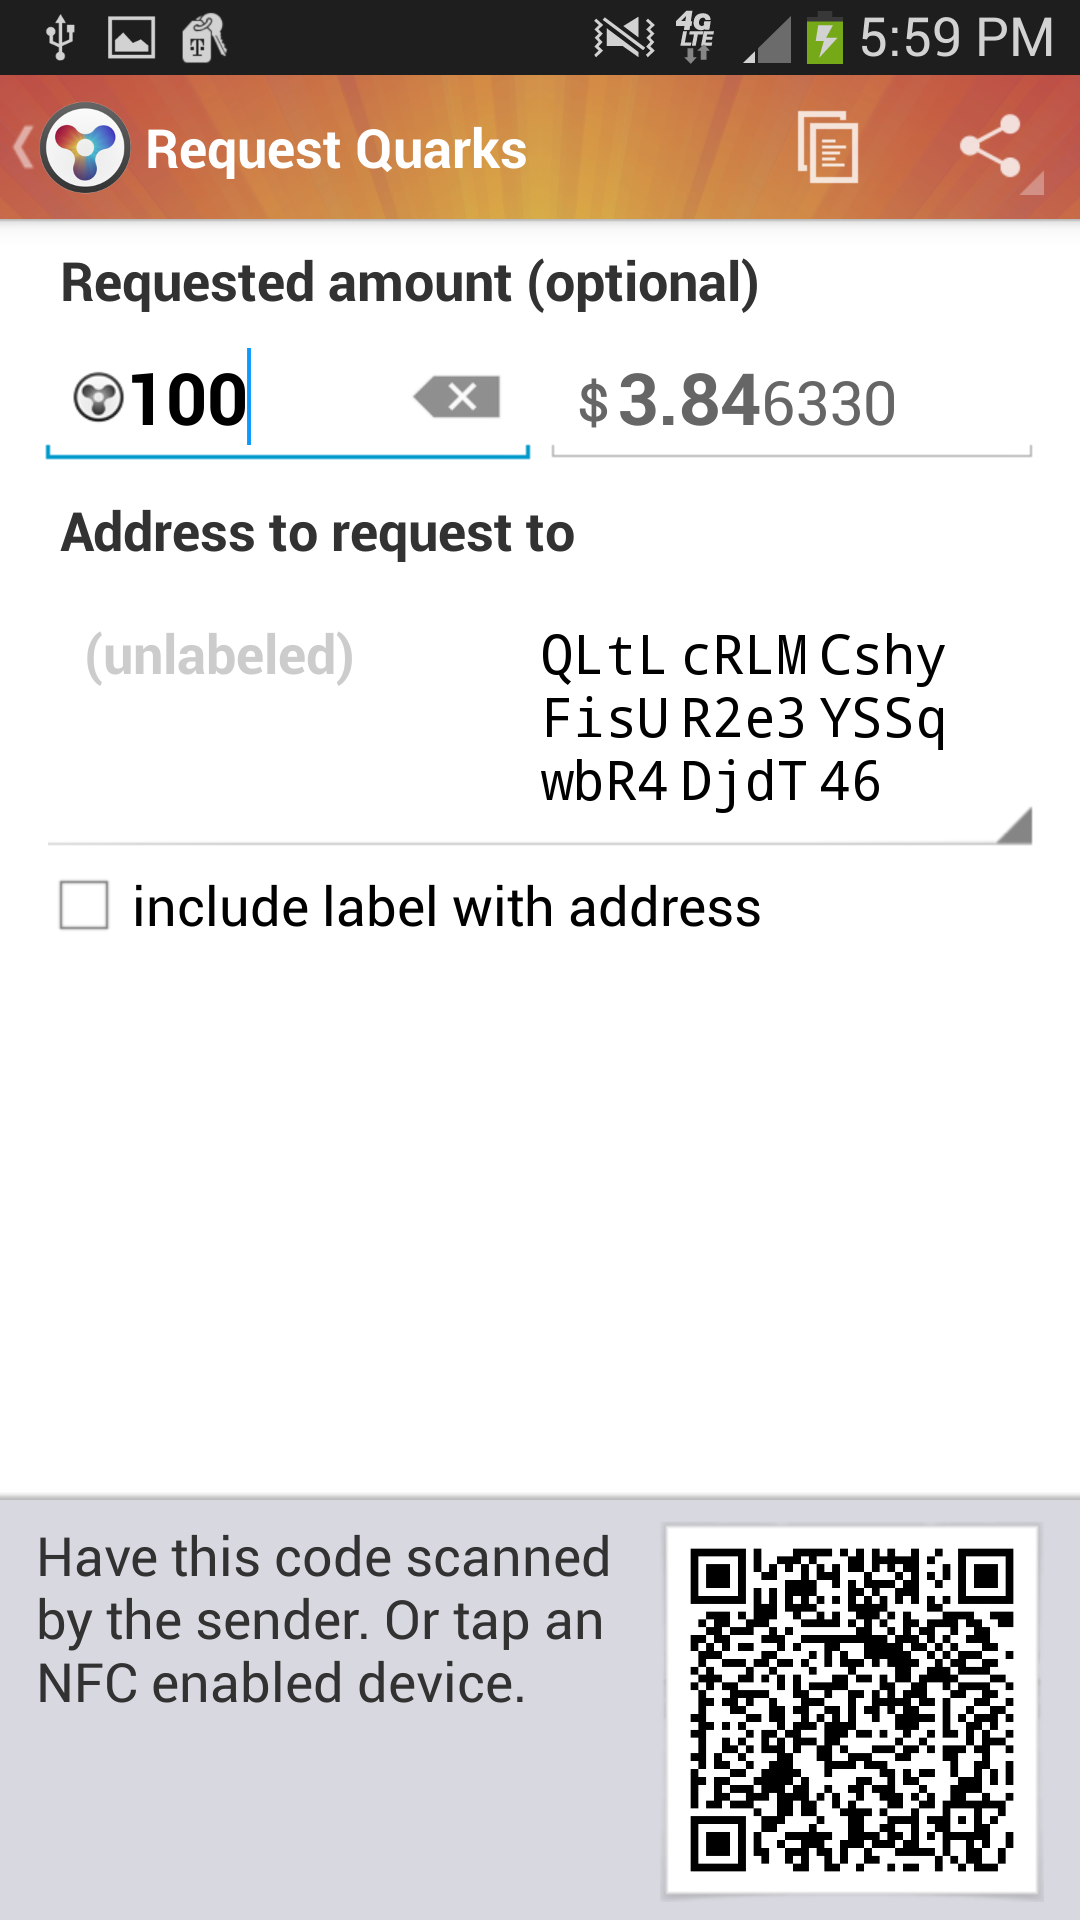 4G LTE 5:59 PM
Request Quarks
Requested amount (optional)
100 $ 3.846330
Address to request to
(unlabeled) QLtL cRLM Cshy
FisU R2e3 YSSq
wbR4 DjdT 46
include label with address
Have this code scanned
by the sender. Or tap an
NFC enabled device.